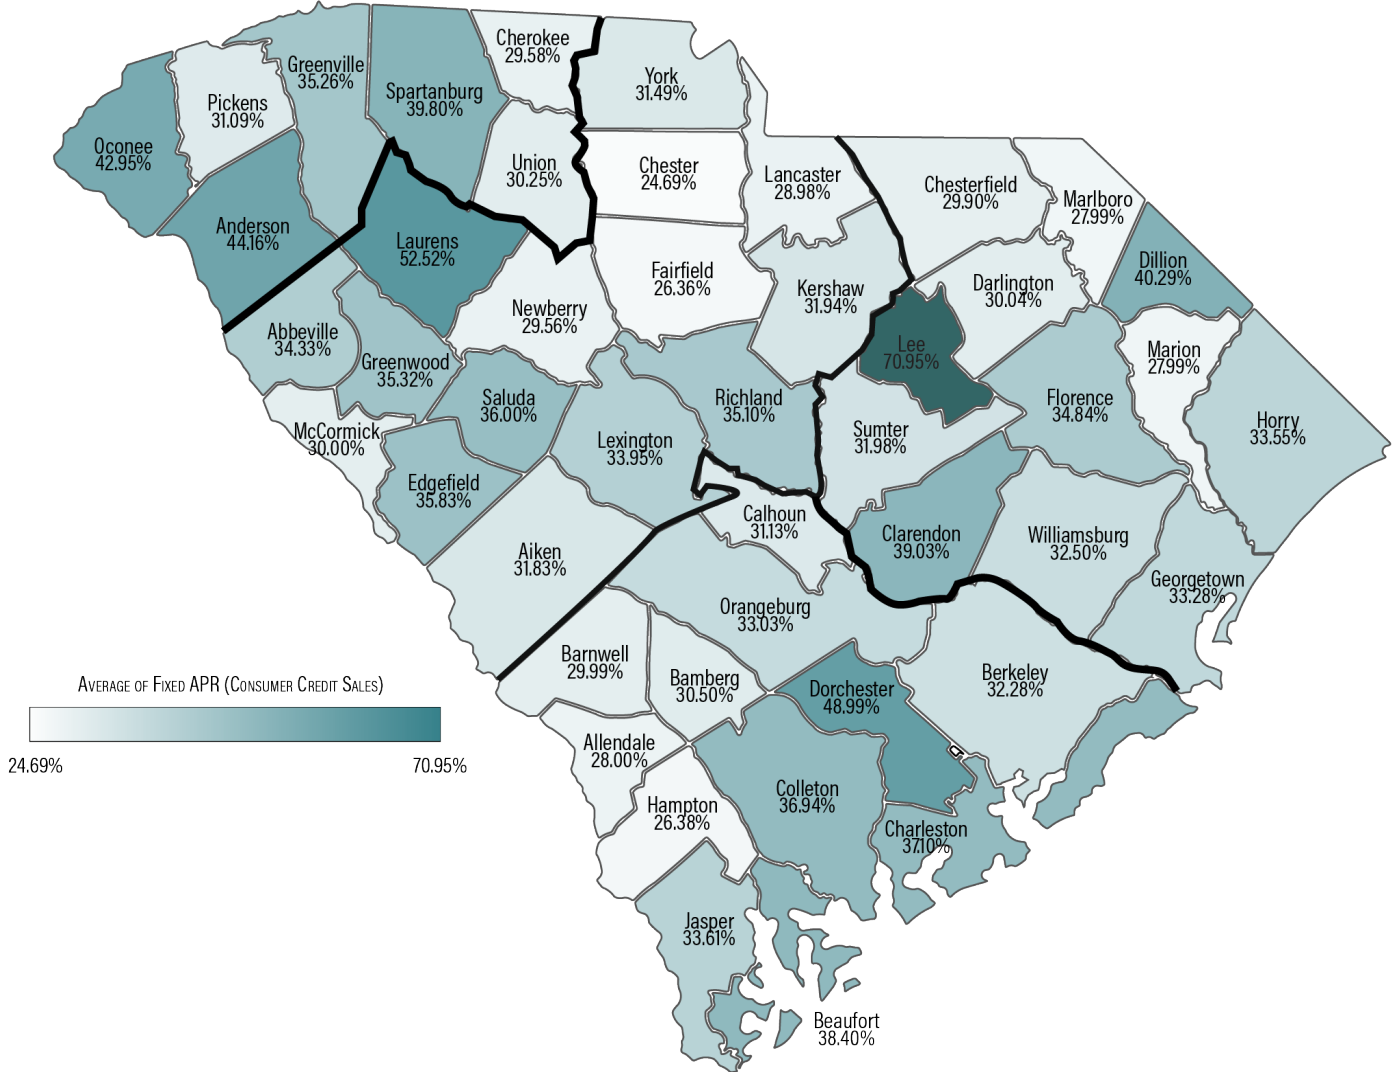 Cherokee
29.58%
Greenville
35.26%
York
31.49%
Spartanburg
39.80%
Pickens
31.09%
Oconee
42.95%
Union
30.25%
Chester
24.69%
Lancaster
28.98%
Chesterfield
29.90%
Marlboro
27.99%
Anderson
44.16%
Laurens
52.52%
Fairfield
26.36%
Kershaw
31.94%
Darlington
30.04%
Dillion
40.29%
Newberry
29.56%
Abbeville
34.33%
Lee
70.95%
Marion
27.99%
Greenwood
35.32%
Saluda
36.00%
Richland
35.10%
Florence
34.84%
Horry
33.55%
McCormick
30.00%
Lexington
33.95%
Sumter
31.98%
Edgefield
35.83%
Calhoun
31.13%
Clarendon
39.03%
Williamsburg
32.50%
Aiken
31.83%
Georgetown
33.28%
Orangeburg
33.03%
Barnwell
29.99%
Bamberg
30.50%
Berkeley
32.28%
Dorchester
48.99%
Average of Fixed APR (Consumer Credit Sales)
24.69%
70.95%
Allendale
28.00%
Hampton
26.38%
Colleton
36.94%
Charleston
37.10%
Jasper
33.61%
Beaufort
38.40%